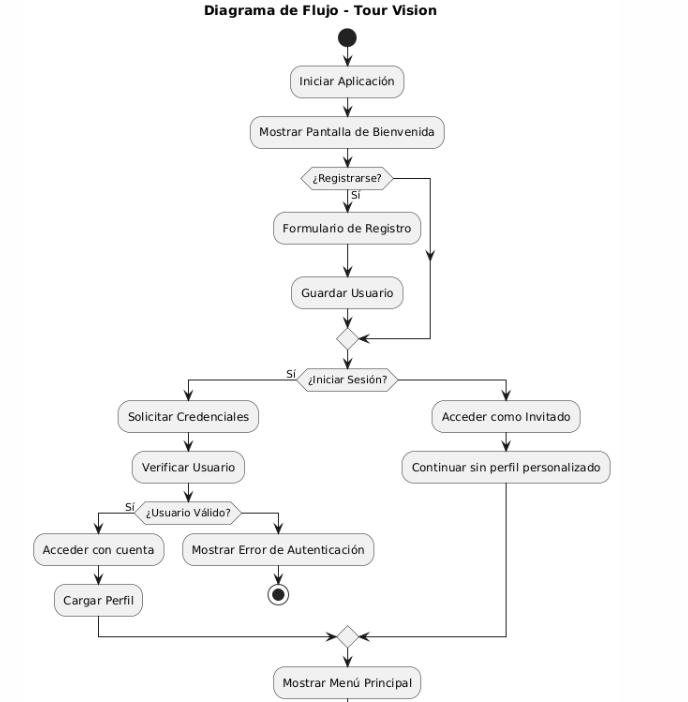 Diagrama de Flujo - Tour Vision
Iniciar Aplicación
Mostrar Pantalla de Bienvenida
¿Registrarse?
Sí
Formulario de Registro
Guardar Usuario
Sí
¿Iniciar Sesión?
Solicitar Credenciales
Acceder como Invitado
Verificar Usuario
Continuar sin perfil personalizado
Sí
¿Usuario Válido?
Acceder con cuenta
Mostrar Error de Autenticación
Cargar Perfil
Mostrar Menú Principal